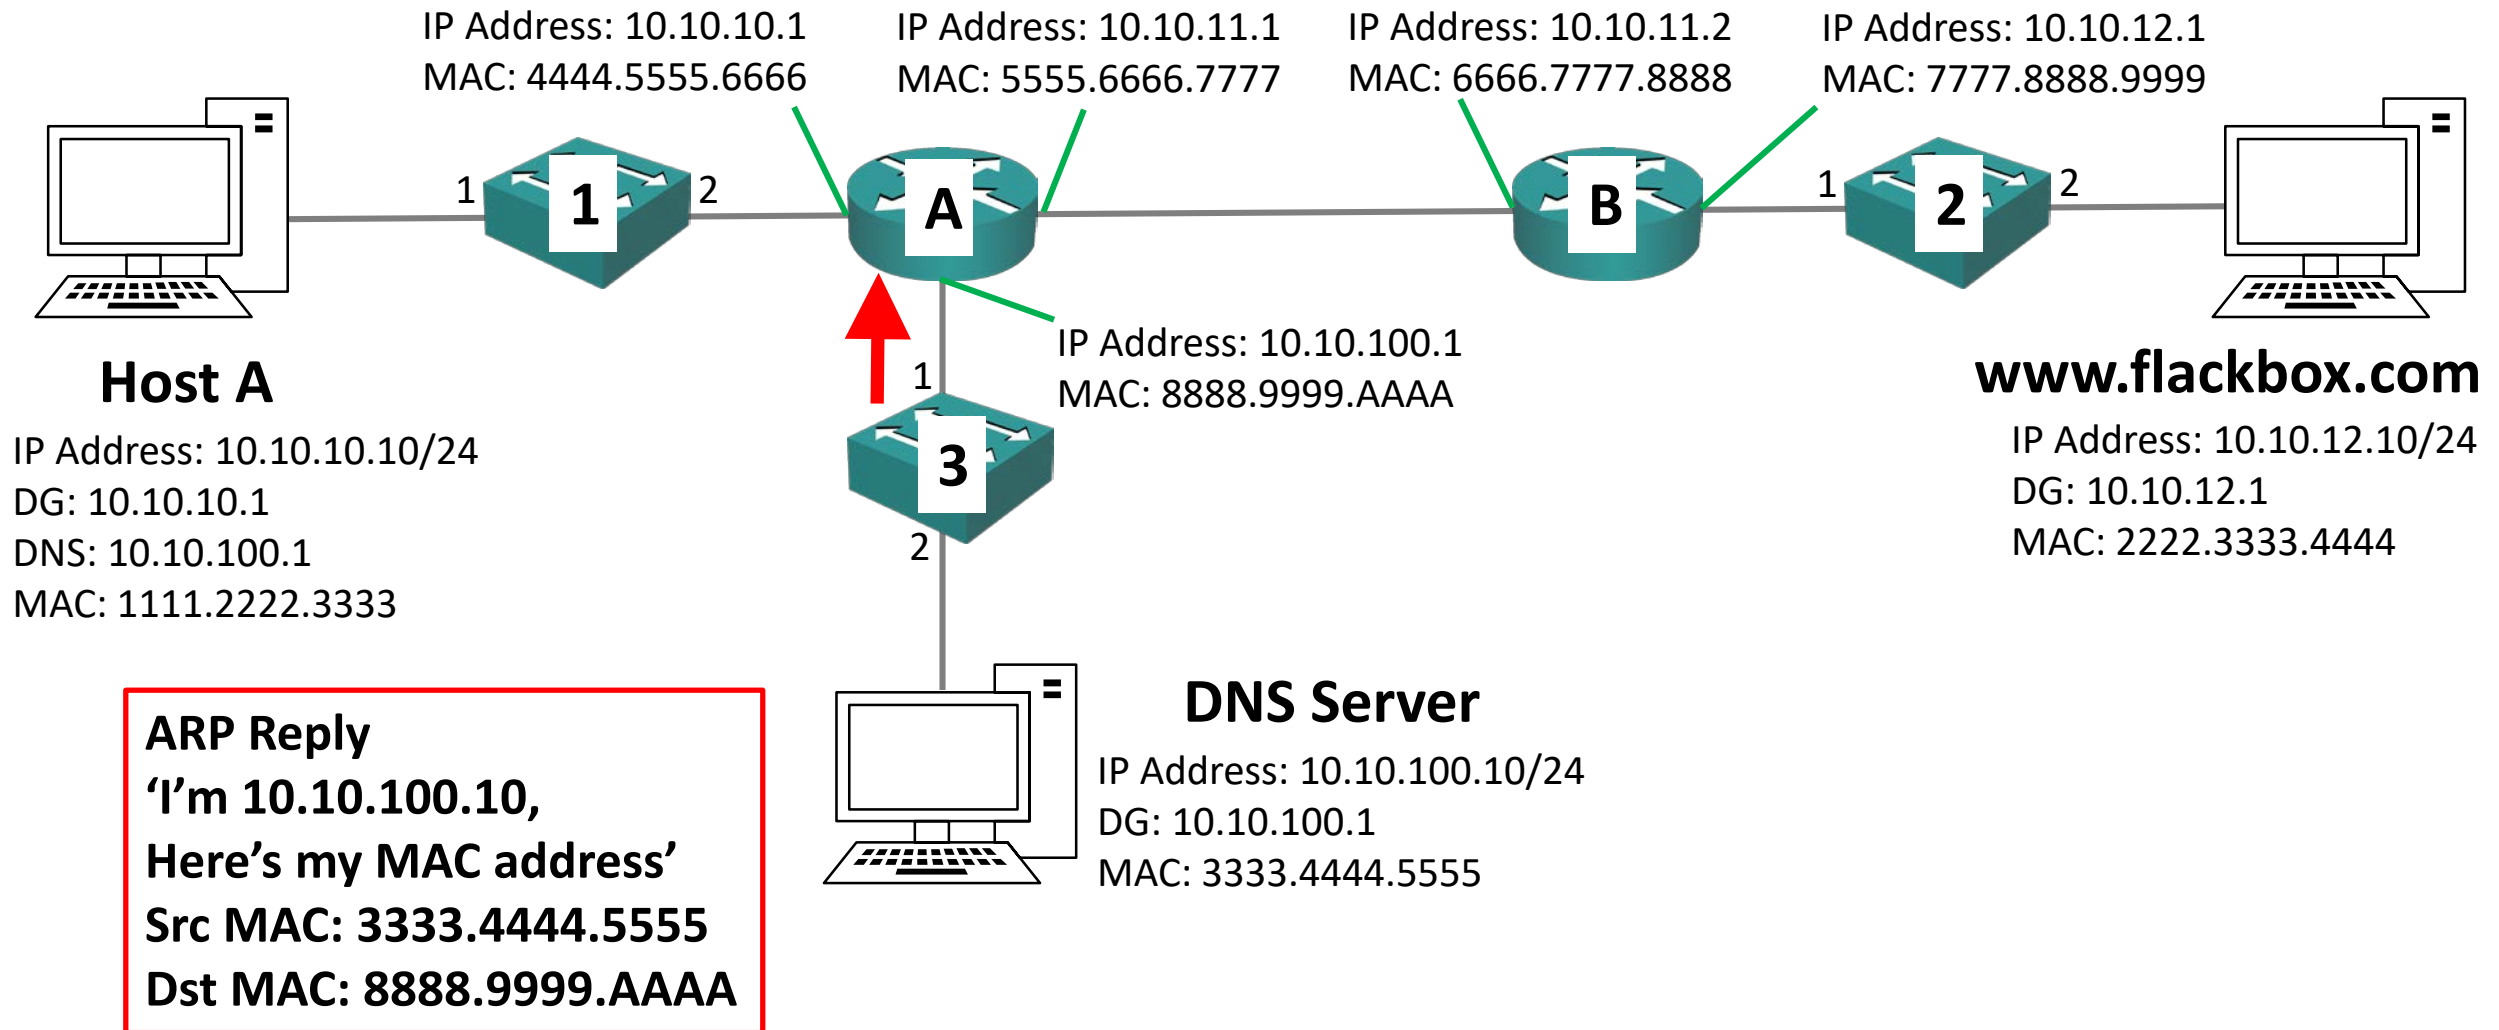 IP Address: 10.10.10.1
MAC: 4444.5555.6666
IP Address: 10.10.11.1
MAC: 5555.6666.7777
IP Address: 10.10.11.2
MAC: 6666.7777.8888
IP Address: 10.10.12.1
MAC: 7777.8888.9999
1
1
2
A
B
1
2
2
IP Address: 10.10.100.1
MAC: 8888.9999.AAAA
1
3
2
Host A
IP Address: 10.10.10.10/24
DG: 10.10.10.1
DNS: 10.10.100.1
MAC: 1111.2222.3333
www.flackbox.com
IP Address: 10.10.12.10/24
DG: 10.10.12.1
MAC: 2222.3333.4444
DNS Server
IP Address: 10.10.100.10/24
DG: 10.10.100.1
MAC: 3333.4444.5555
ARP Reply
‘I’m 10.10.100.10,
Here’s my MAC address’
Src MAC: 3333.4444.5555
Dst MAC: 8888.9999.AAAA